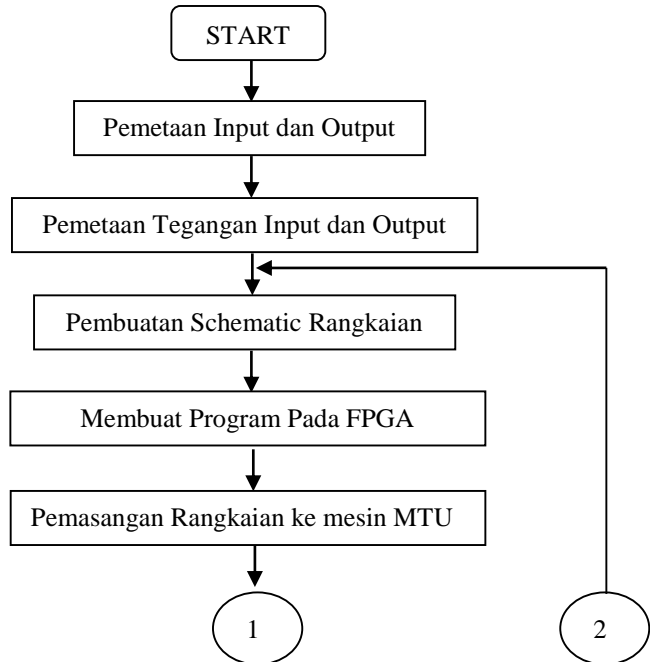 START
Pemetaan Input dan Output
Pemetaan Tegangan Input dan Output
Pembuatan Schematic Rangkaian
Membuat Program Pada FPGA
Pemasangan Rangkaian ke mesin MTU
1
2